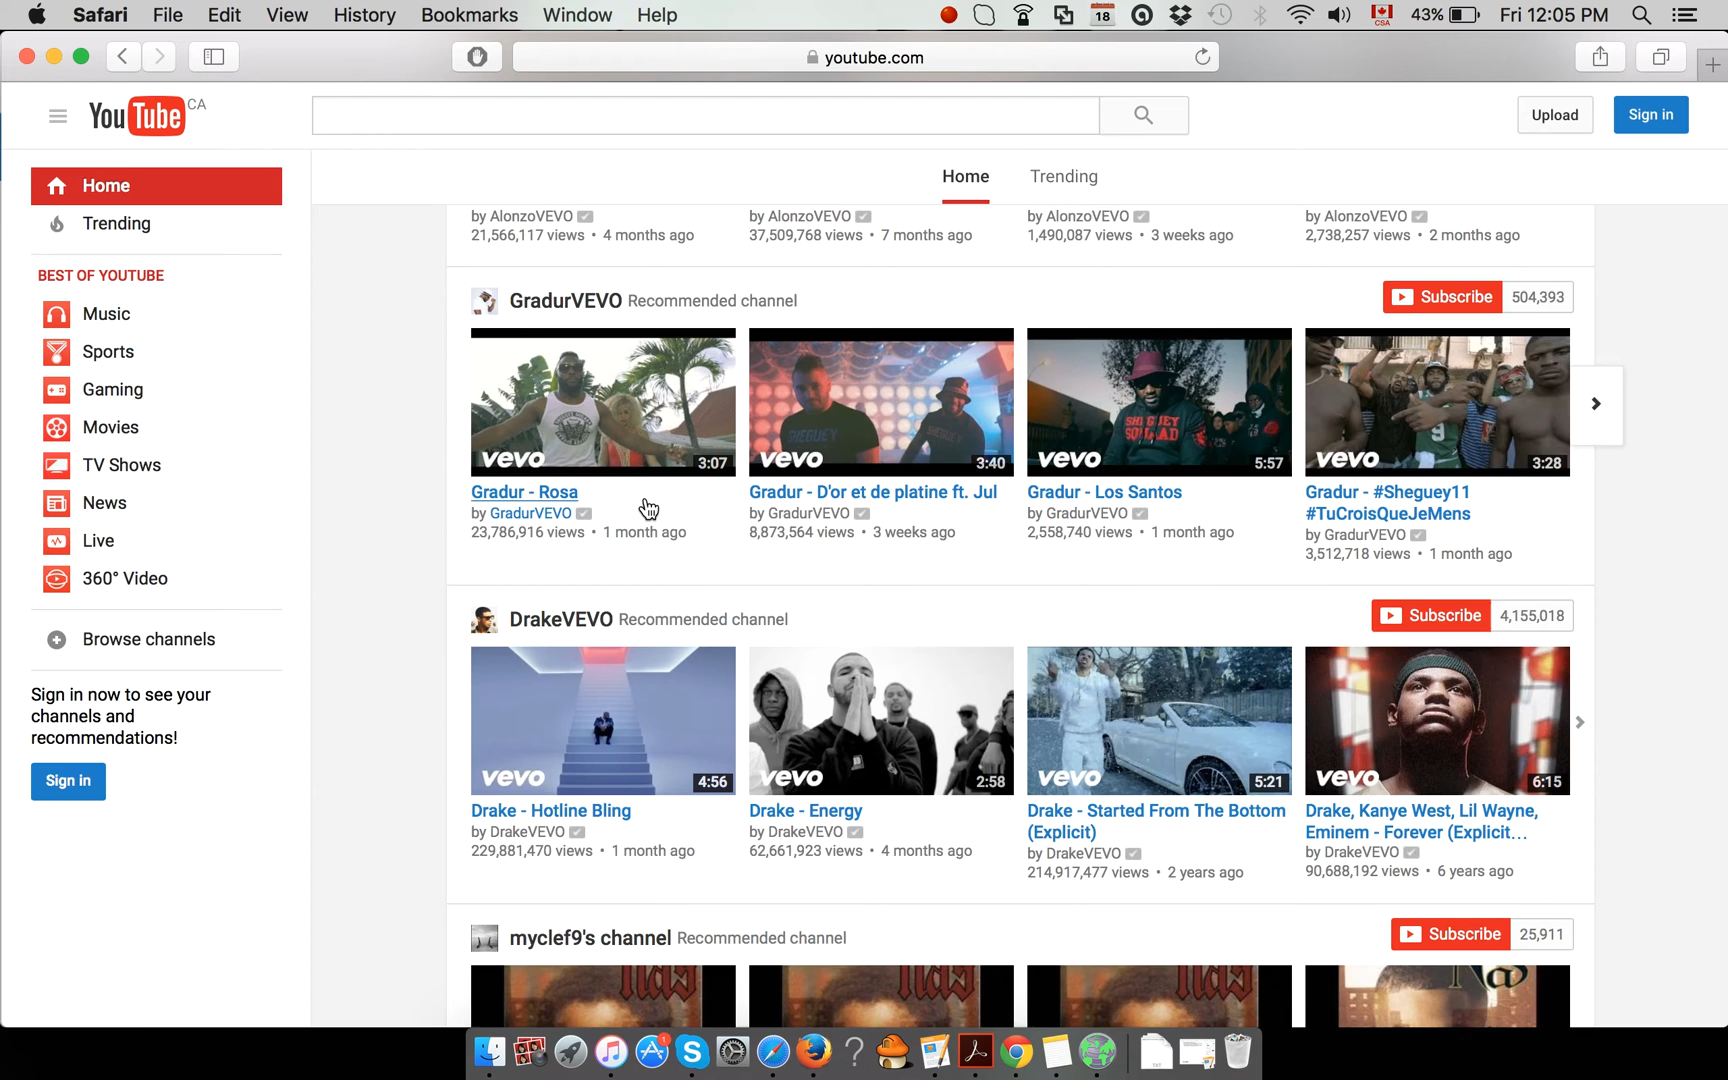 Safari File Edit View History Bookmarks Window Help 18 CSA 43% Fri 12:05 PM
youtube.com
YouTube CA Upload Sign in
Home Trending
Home
Trending
BEST OF YOUTUBE
Music
Sports
Gaming
Movies
TV Shows
News
Live
360° Video
Browse channels
Sign in now to see your
channels and
recommendations!
Sign in
by AlonzoVEVO by AlonzoVEVO by AlonzoVEVO by AlonzoVEVO
21,566,117 views • 4 months ago 37,509,768 views • 7 months ago 1,490,087 views • 3 weeks ago 2,738,257 views • 2 months ago
GradurVEVO Recommended channel Subscribe 504,393
SHEGUEY SHEGUEY 9
SQUAAD
vevo 3:07 vevo 3:40 vevo 5:57 vevo 3:28
Gradur - Rosa
by GradurVEVO
23,786,916 views • 1 month ago
Gradur - D'or et de platine ft. Jul
by GradurVEVO
8,873,564 views • 3 weeks ago
Gradur - Los Santos
by GradurVEVO
2,558,740 views • 1 month ago
Gradur - #Sheguey11
#TuCroisQueJeMens
by GradurVEVO
3,512,718 views • 1 month ago
DrakeVEVO Recommended channel Subscribe 4,155,018
vevo 4:56 vevo 2:58 vevo 5:21 vevo 6:15
Drake - Hotline Bling
by DrakeVEVO
229,881,470 views • 1 month ago
Drake - Energy
by DrakeVEVO
62,661,923 views • 4 months ago
Drake - Started From The Bottom
(Explicit)
by DrakeVEVO
214,917,477 views • 2 years ago
Drake, Kanye West, Lil Wayne,
Eminem - Forever (Explicit...
by DrakeVEVO
90,688,192 views • 6 years ago
myclef9's channel Recommended channel Subscribe 25,911
nas nas nas Nas
1 TXT